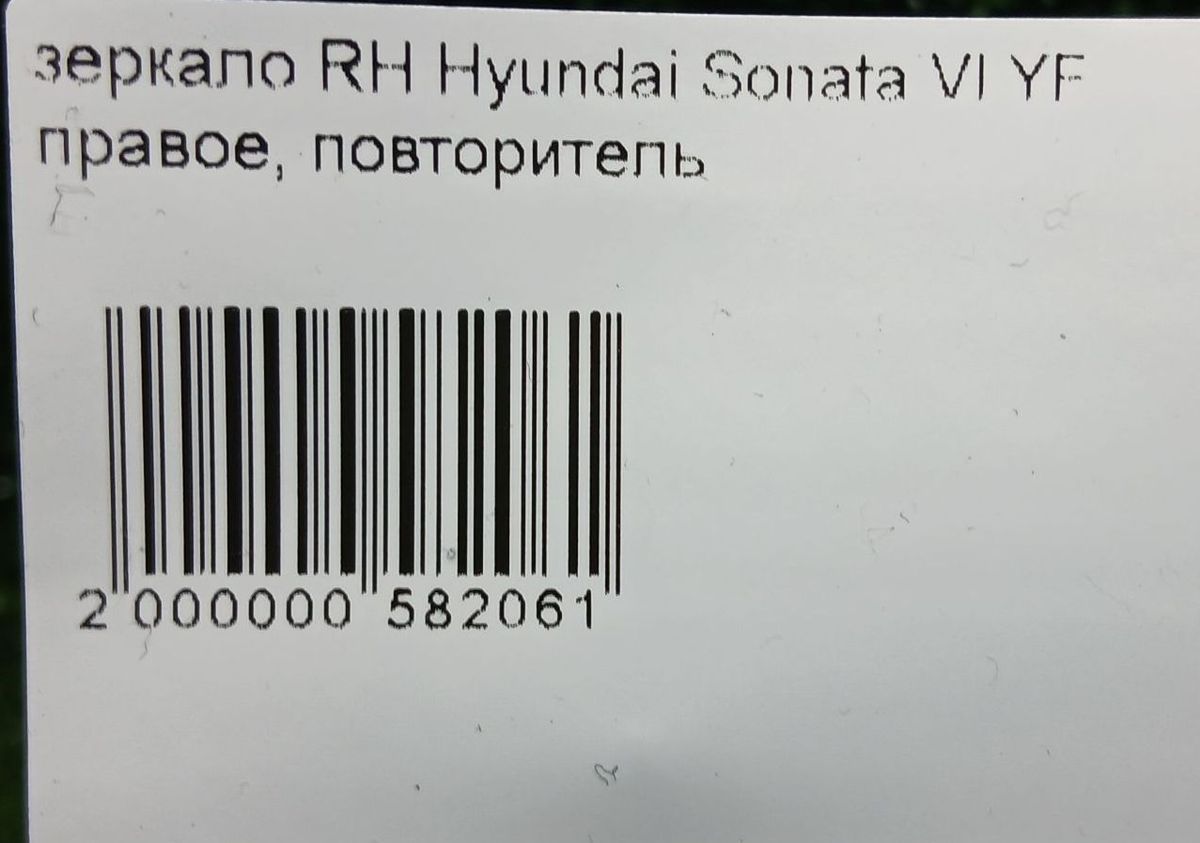 зеркало RH Hyundai Sonata VI YF
правое, повторитель
2 000000 582061